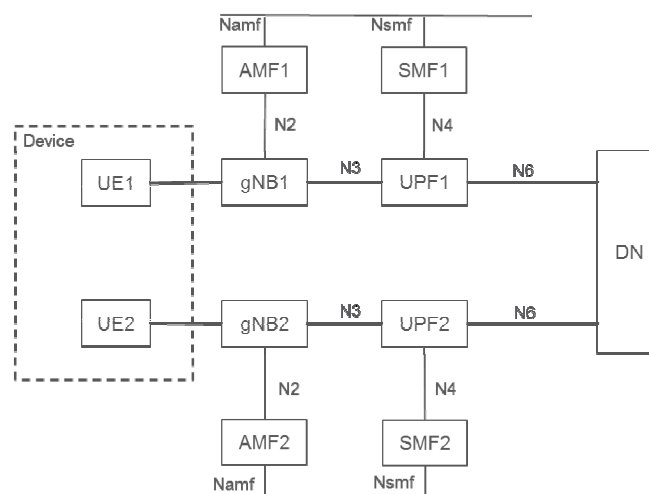 Namf
Nsmf
AMF1
SMF1
N2
N4
Device
UE1
gNB1
N3
UPF1
N6
DN
UE2
gNB2
N3
UPF2
N6
N2
N4
AMF2
SMF2
Namf
Nsmf